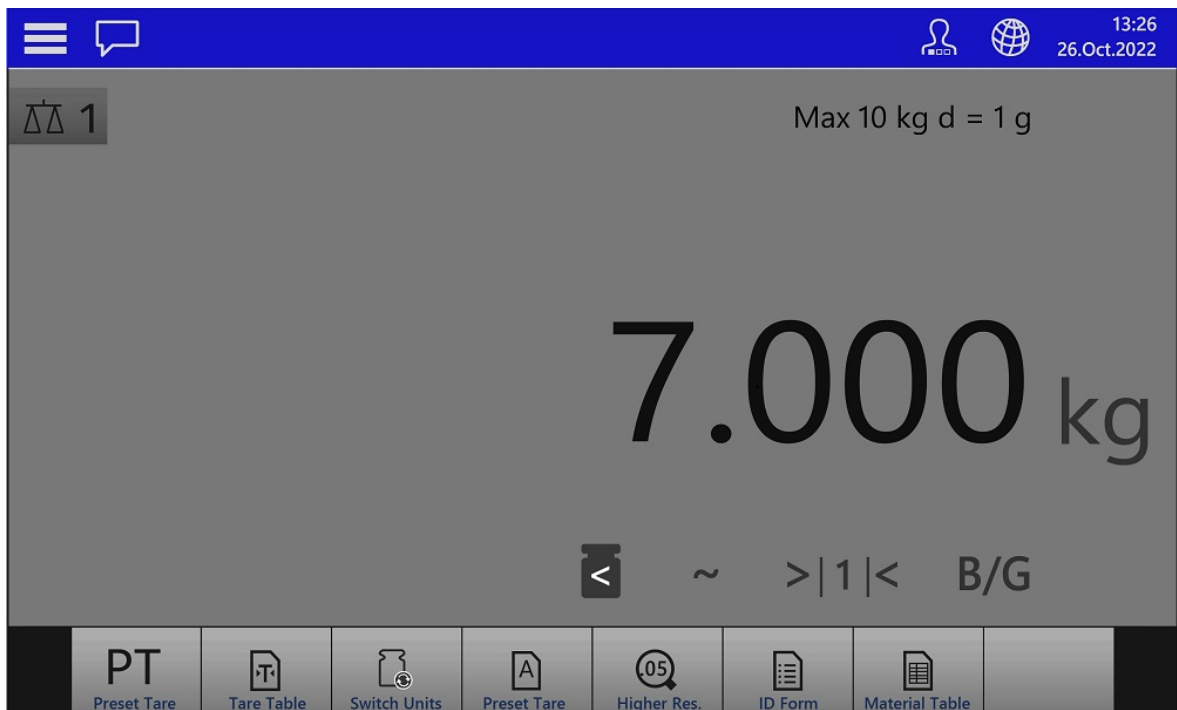 13:26
26.Oct.2022
1
Max 10 kg d = 1 g
7.000 kg
< ~ >|1|< B/G
PT
Preset Tare
T
Tare Table
Switch Units
A
Preset Tare
.05
Higher Res.
ID Form
Material Table